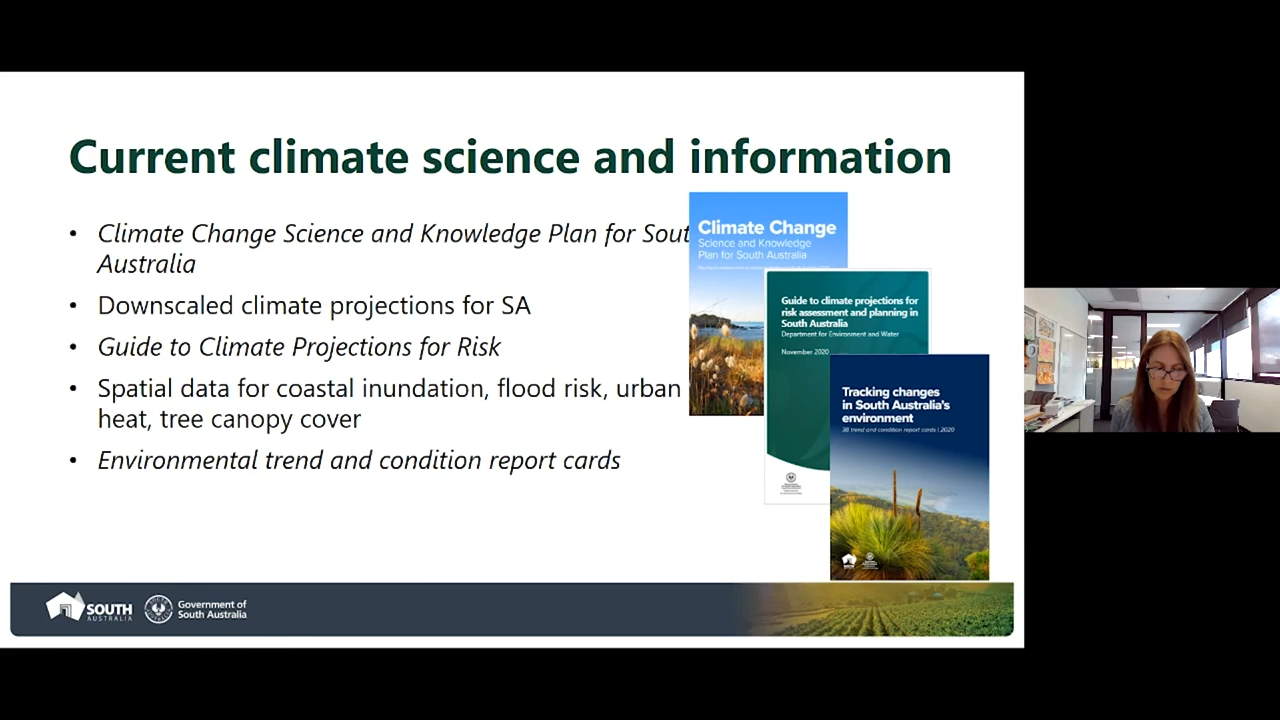 Current climate science and information
• Climate Change Science and Knowledge Plan for Sout
Australia
• Downscaled climate projections for SA
• Guide to Climate Projections for Risk
• Spatial data for coastal inundation, flood risk, urban
heat, tree canopy cover
• Environmental trend and condition report cards
Climate Change
Science and Knowledge
Plan for South Australia
Guide to climate projections for
risk assessment and planning in
South Australia
Department for Environment and Water
November 2020
Tracking changes
in South Australia's
environment
38 trend and condition report cards | 2020
SOUTH
AUSTRALIA
Government of
South Australia